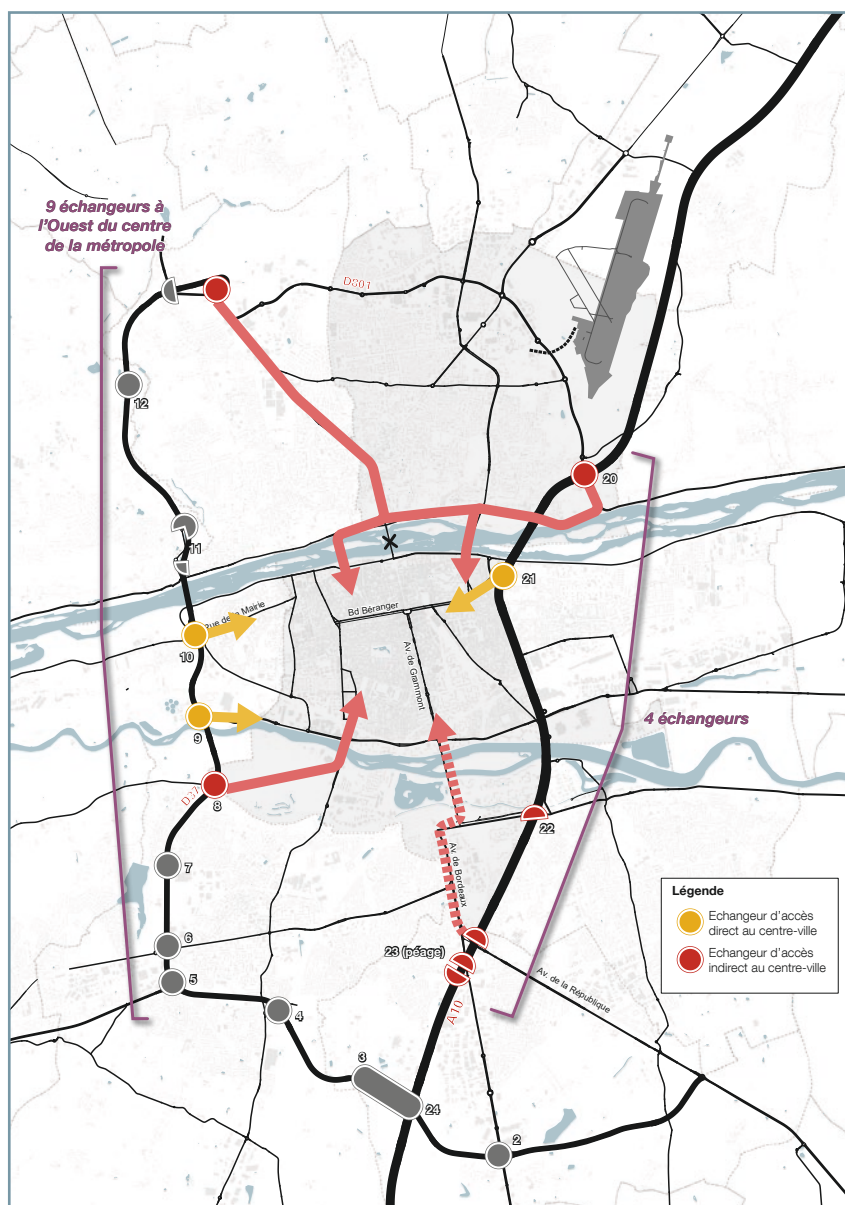 9 échangeurs à
l'Ouest du centre
de la métropole
D801
12
20
11
21
Bd Béranger
Rue de la Mairie
10
Av. de Grammont
9
4 échangeurs
D37
8
22
7
Av. de Bordeaux
Légende
Echangeur d'accès
direct au centre-ville
Echangeur d'accès
indirect au centre-ville
6
23 (péage)
5
Av. de la République
A10
4
3
24
2